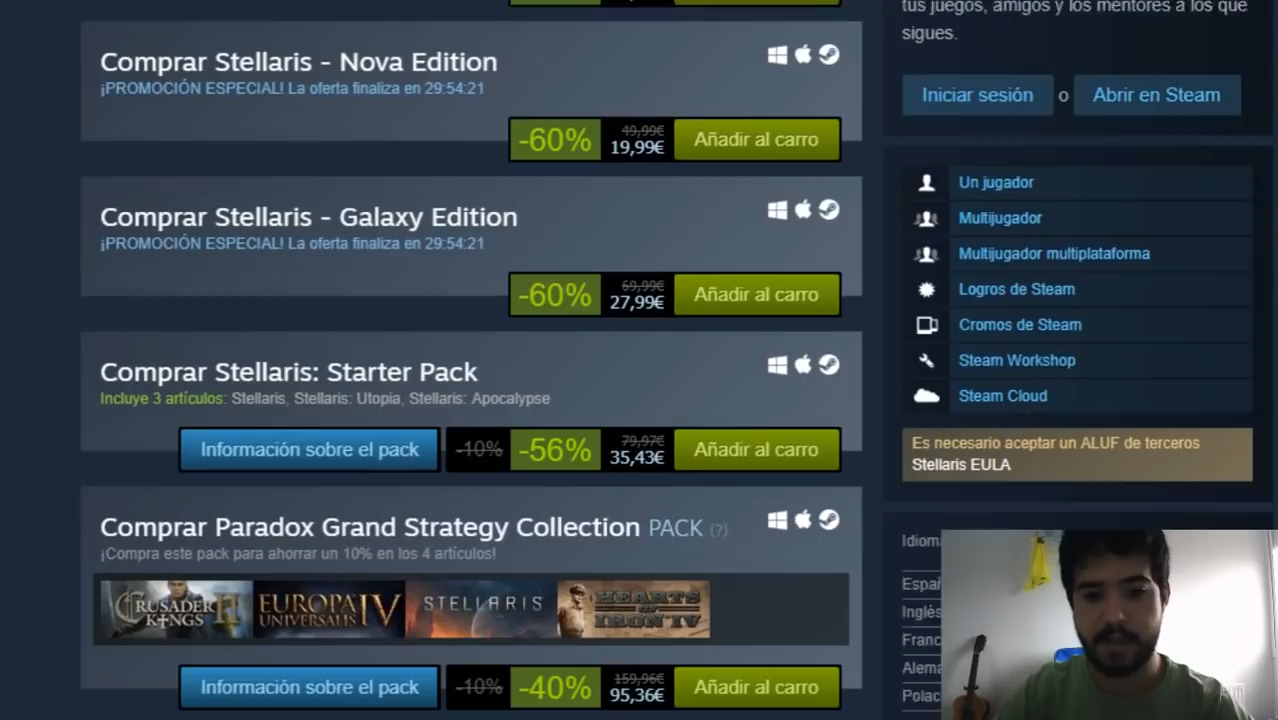 tus juegos, amigos y los mentores a los que
sigues.
Iniciar sesión o Abrir en Steam
Comprar Stellaris - Nova Edition
¡PROMOCIÓN ESPECIAL! La oferta finaliza en 29:54:21
-60% 49,99€ 19,99€ Añadir al carro
Comprar Stellaris - Galaxy Edition
¡PROMOCIÓN ESPECIAL! La oferta finaliza en 29:54:21
-60% 69,99€ 27,99€ Añadir al carro
Comprar Stellaris: Starter Pack
Incluye 3 artículos: Stellaris, Stellaris: Utopia, Stellaris: Apocalypse
Información sobre el pack -10% -56% 79,97€ 35,43€ Añadir al carro
Comprar Paradox Grand Strategy Collection PACK (?)
¡Compra este pack para ahorrar un 10% en los 4 artículos!
CRUSADER KINGS II
EUROPA UNIVERSALIS IV
STELLARIS
HEARTS OF IRON IV
Información sobre el pack -10% -40% 159,96€ 95,36€ Añadir al carro
Un jugador
Multijugador
Multijugador multiplataforma
Logros de Steam
Cromos de Steam
Steam Workshop
Steam Cloud
Es necesario aceptar un ALUF de terceros
Stellaris EULA
Idiom
Españ
Inglés
Franc
Alema
Polac